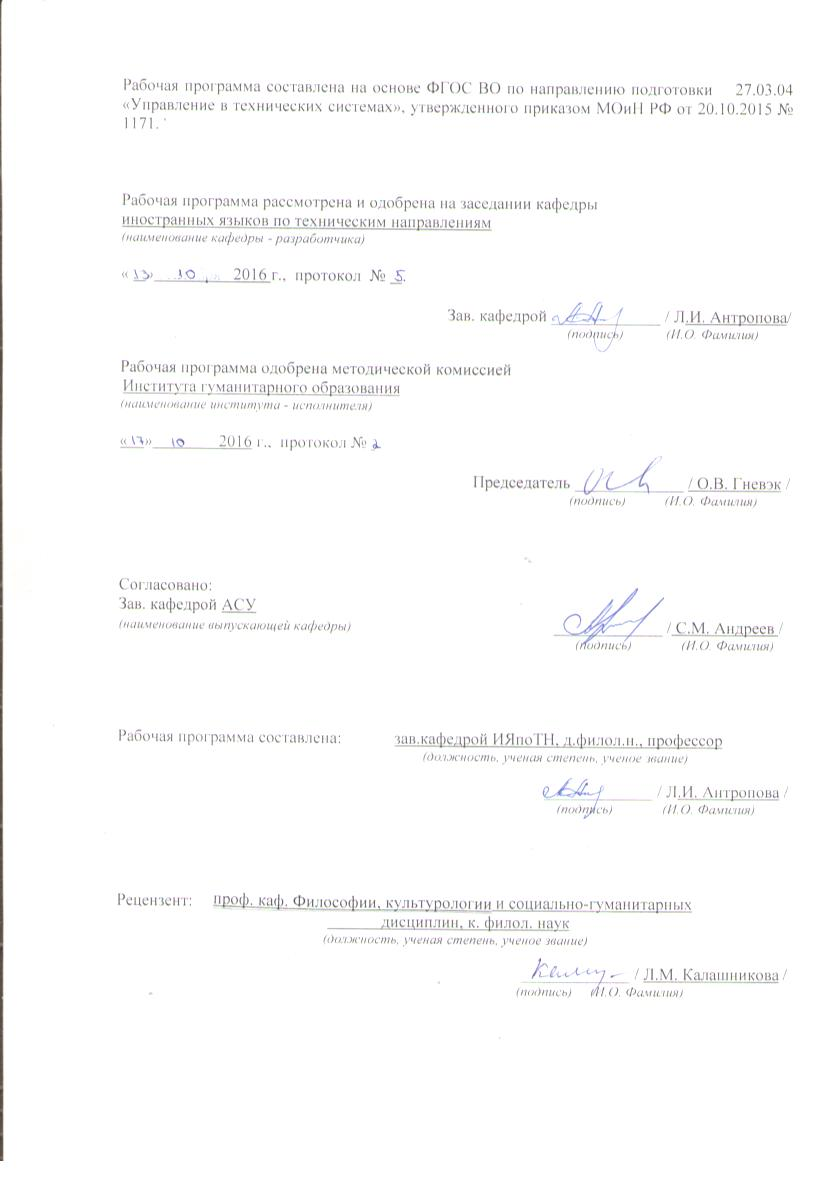 Рабочая программа составлена на основе ФГОС ВО по направлению подготовки 27.03.04
«Управление в технических системах», утвержденного приказом МОиН РФ от 20.10.2015 №
1171.
Рабочая программа рассмотрена и одобрена на заседании кафедры
иностранных языков по техническим направлениям
(наименование кафедры - разработчика)
«13» 10 2016 г., протокол № 5.
Зав. кафедрой / Л.И. Антропова/
(подпись) (И.О. Фамилия)
Рабочая программа одобрена методической комиссией
Института гуманитарного образования
(наименование института - исполнителя)
«17» 10 2016 г., протокол № 2
Председатель / О.В. Гневэк /
(подпись) (И.О. Фамилия)
Согласовано:
Зав. кафедрой АСУ
(наименование выпускающей кафедры)
/ С.М. Андреев /
(подпись) (И.О. Фамилия)
Рабочая программа составлена: зав.кафедрой ИЯпоТН, д.филол.н., профессор
(должность, ученая степень, ученое звание)
/ Л.И. Антропова /
(подпись) (И.О. Фамилия)
Рецензент: проф. каф. Философии, культурологии и социально-гуманитарных
дисциплин, к. филол. наук
(должность, ученая степень, ученое звание)
/ Л.М. Калашникова /
(подпись) (И.О. Фамилия)